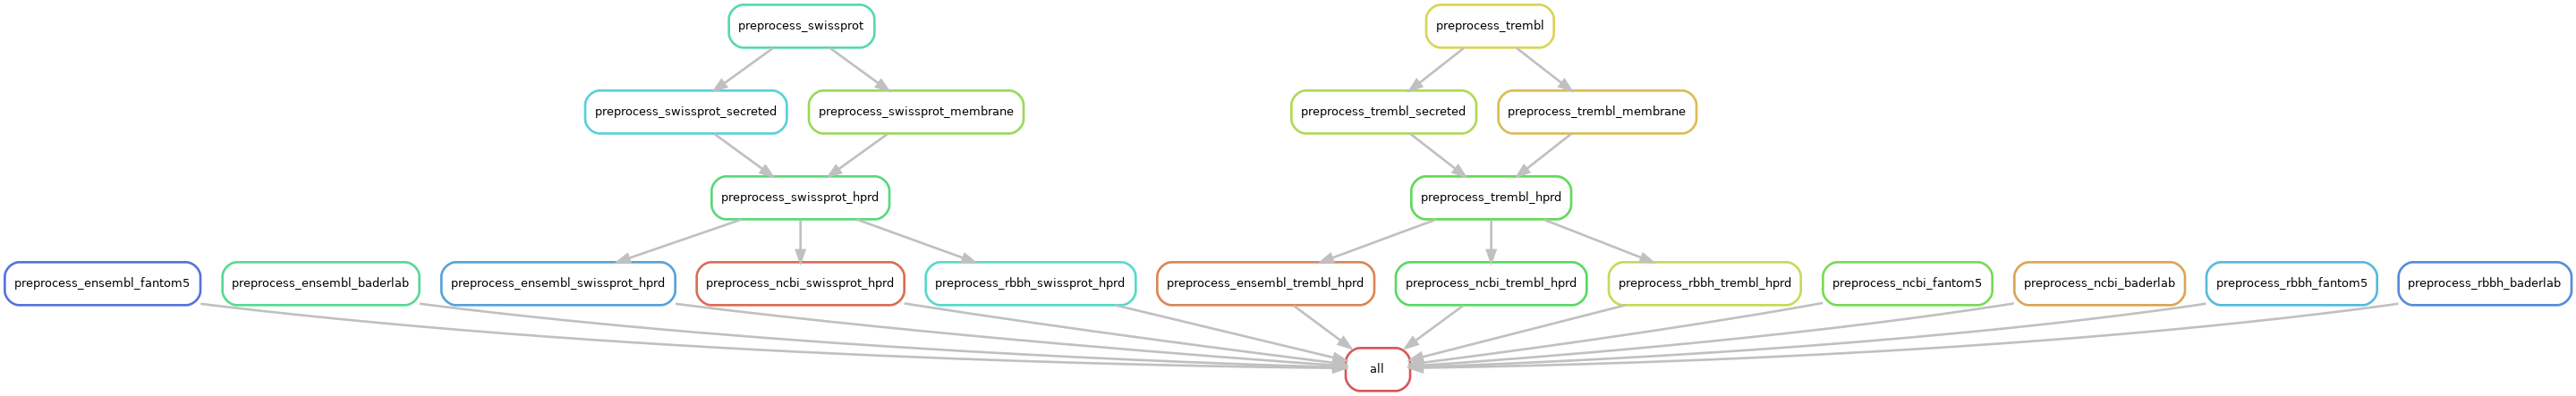 preprocess_swissprot
preprocess_trembl
preprocess_swissprot_secreted
preprocess_swissprot_membrane
preprocess_trembl_secreted
preprocess_trembl_membrane
preprocess_swissprot_hprd
preprocess_trembl_hprd
preprocess_ensembl_fantom5
preprocess_ensembl_baderlab
preprocess_ensembl_swissprot_hprd
preprocess_ncbi_swissprot_hprd
preprocess_rbbh_swissprot_hprd
preprocess_ensembl_trembl_hprd
preprocess_ncbi_trembl_hprd
preprocess_rbbh_trembl_hprd
preprocess_ncbi_fantom5
preprocess_ncbi_baderlab
preprocess_rbbh_fantom5
preprocess_rbbh_baderlab
all